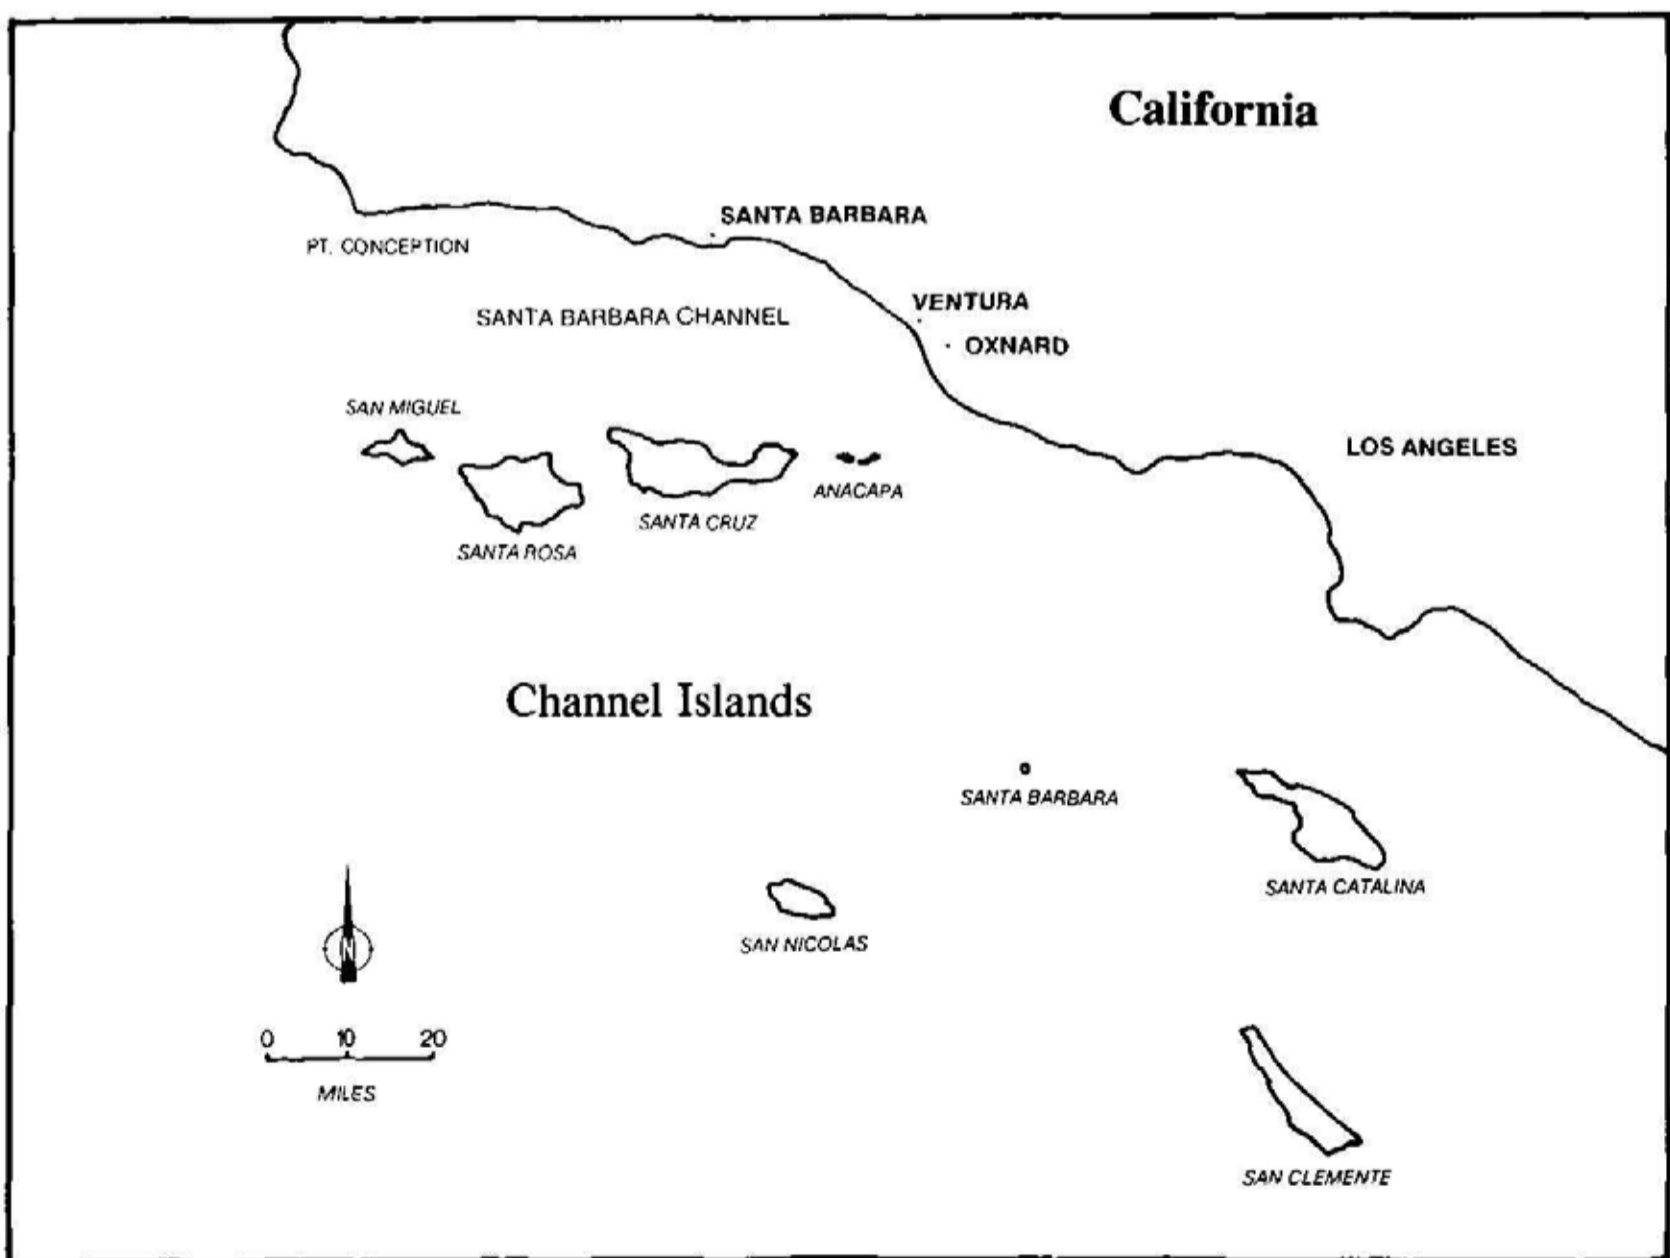 California
SANTA BARBARA
PT. CONCEPTION
VENTURA
SANTA BARBARA CHANNEL
OXNARD
SAN MIGUEL
LOS ANGELES
ANACAPA
SANTA CRUZ
SANTA ROSA
Channel Islands
SANTA BARBARA
SANTA CATALINA
SAN NICOLAS
N
0 10 20
MILES
SAN CLEMENTE